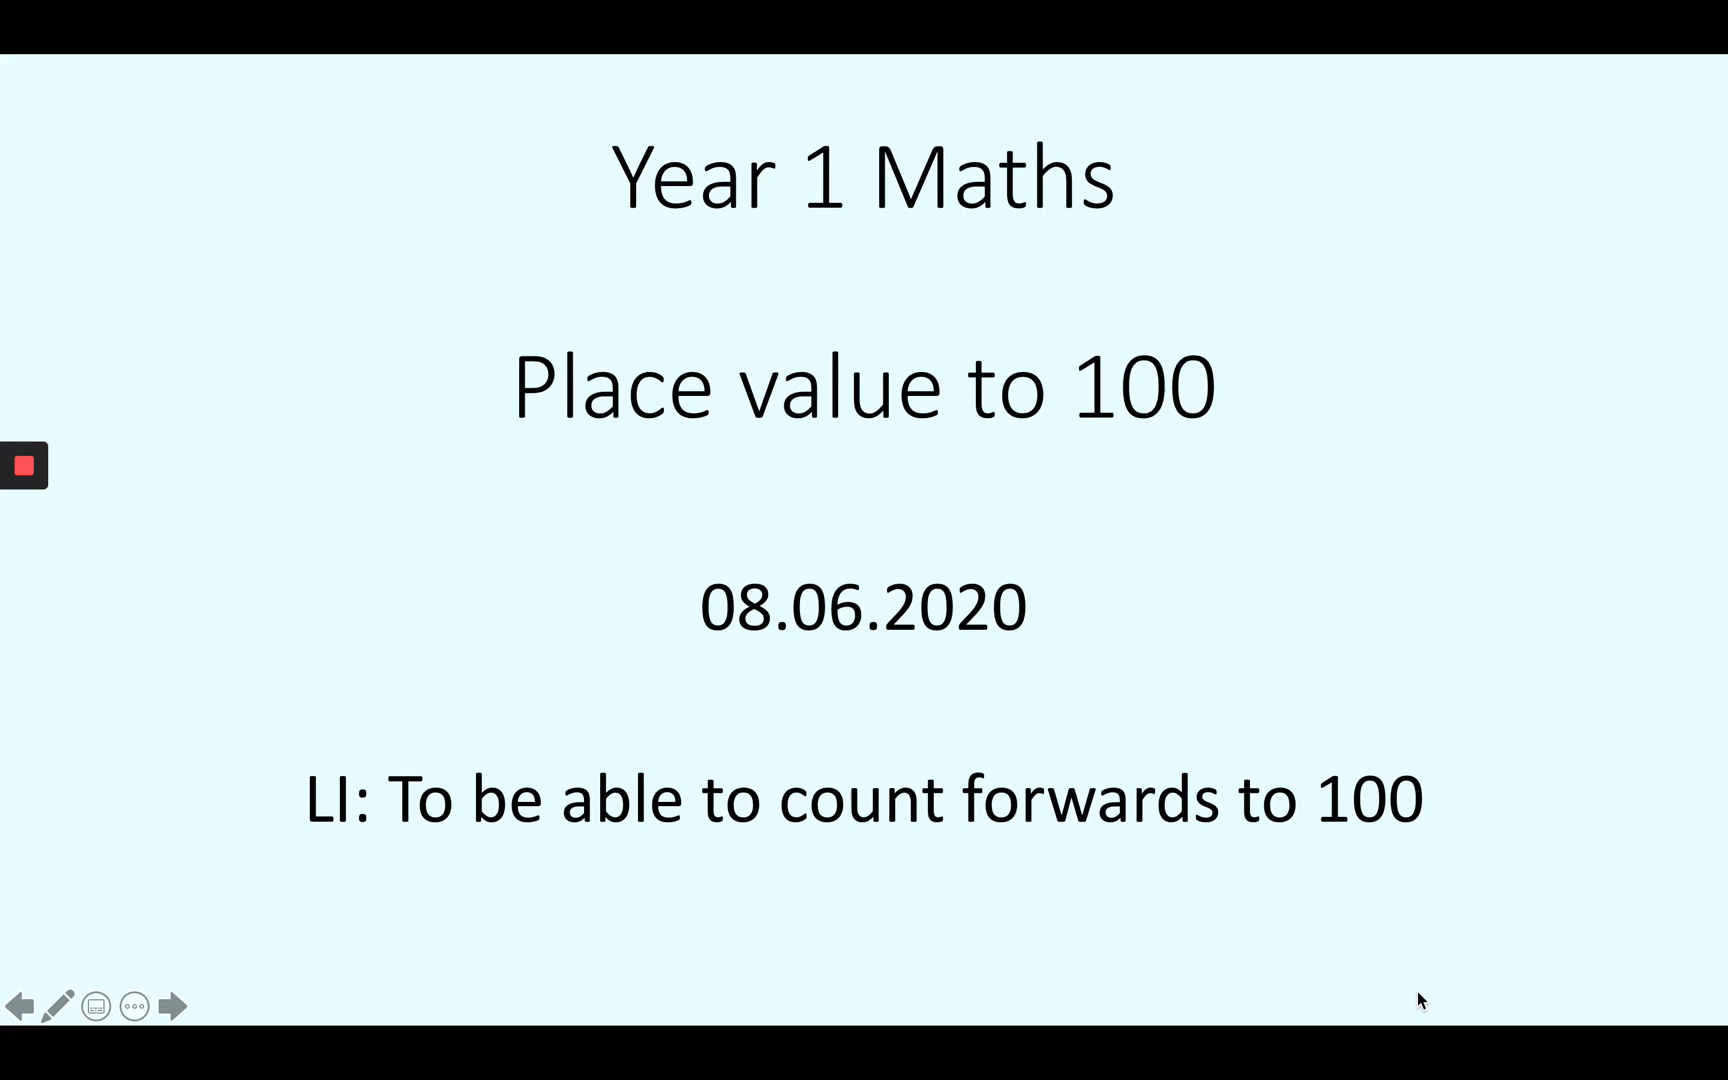 Year 1 Maths
Place value to 100
08.06.2020
LI: To be able to count forwards to 100